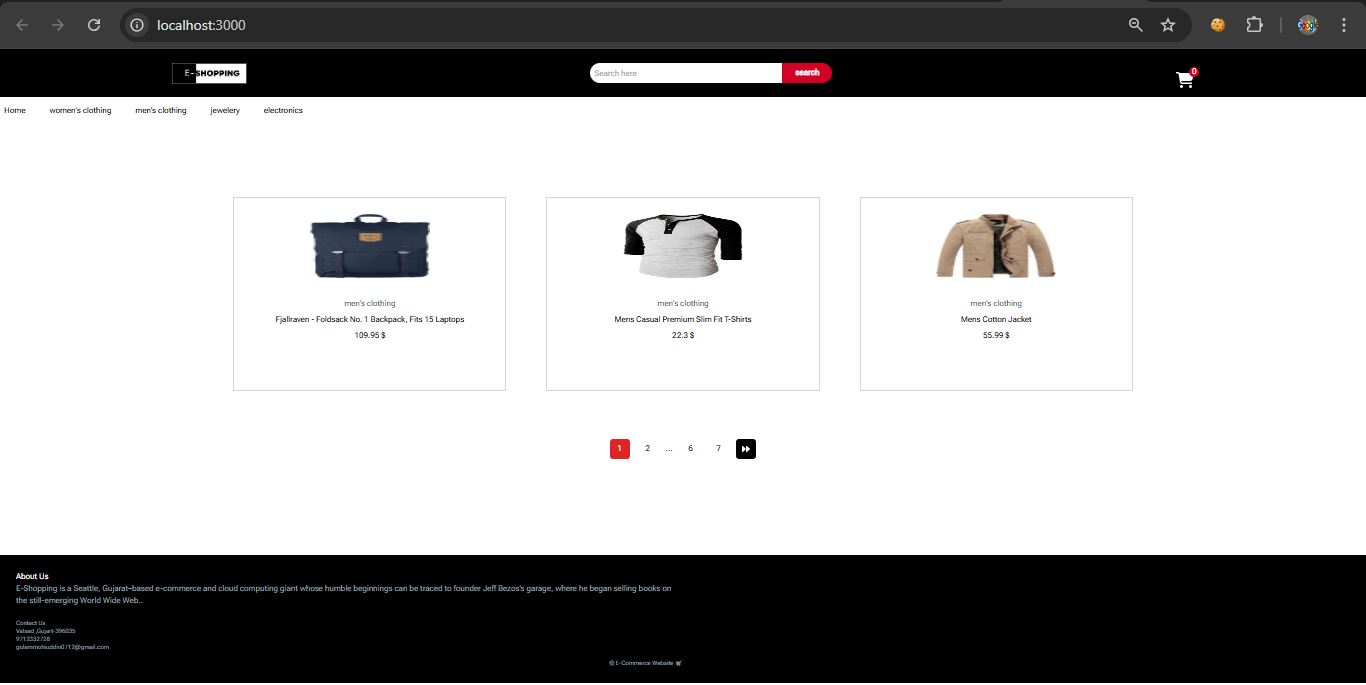 localhost:3000
E-SHOPPING
Search here
search
0
Home women's clothing men's clothing jewelery electronics
men's clothing
Fjallraven - Foldsack No. 1 Backpack, Fits 15 Laptops
109.95 $
men's clothing
Mens Casual Premium Slim Fit T-Shirts
22.3 $
men's clothing
Mens Cotton Jacket
55.99 $
1 2 ... 6 7
About Us
E-Shopping is a Seattle, Gujarat–based e-commerce and cloud computing giant whose humble beginnings can be traced to founder Jeff Bezos's garage, where he began selling books on
the still-emerging World Wide Web..
Contact Us
Valsad ,Gujart-396035
9712332728
gulammohiuddin0712@gmail.com
© E-Commerce Website 🛒